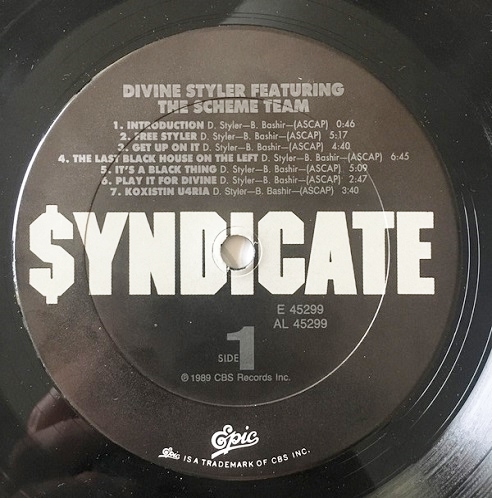 DIVINE STYLER FEATURING
THE SCHEME TEAM
1. INTRODUCTION D. Styler—B. Bashir—(ASCAP) 0:46
2. FREE STYLER D. Styler—B. Bashir—(ASCAP) 5:17
3. GET UP ON IT D. Styler—B. Bashir—(ASCAP) 4:40
4. THE LAST BLACK HOUSE ON THE LEFT D. Styler—B. Bashir—(ASCAP) 6:45
5. IT'S A BLACK THING D. Styler—B. Bashir—(ASCAP) 5:09
6. PLAY IT FOR DIVINE D. Styler—B. Bashir—(ASCAP) 2:47
7. KOXISTIN U4RIA D. Styler—B. Bashir—(ASCAP) 3:40
$YNDICATE
E 45299
AL 45299
SIDE 1
℗ 1989 CBS Records Inc.
Epic
Epic IS A TRADEMARK OF CBS INC.